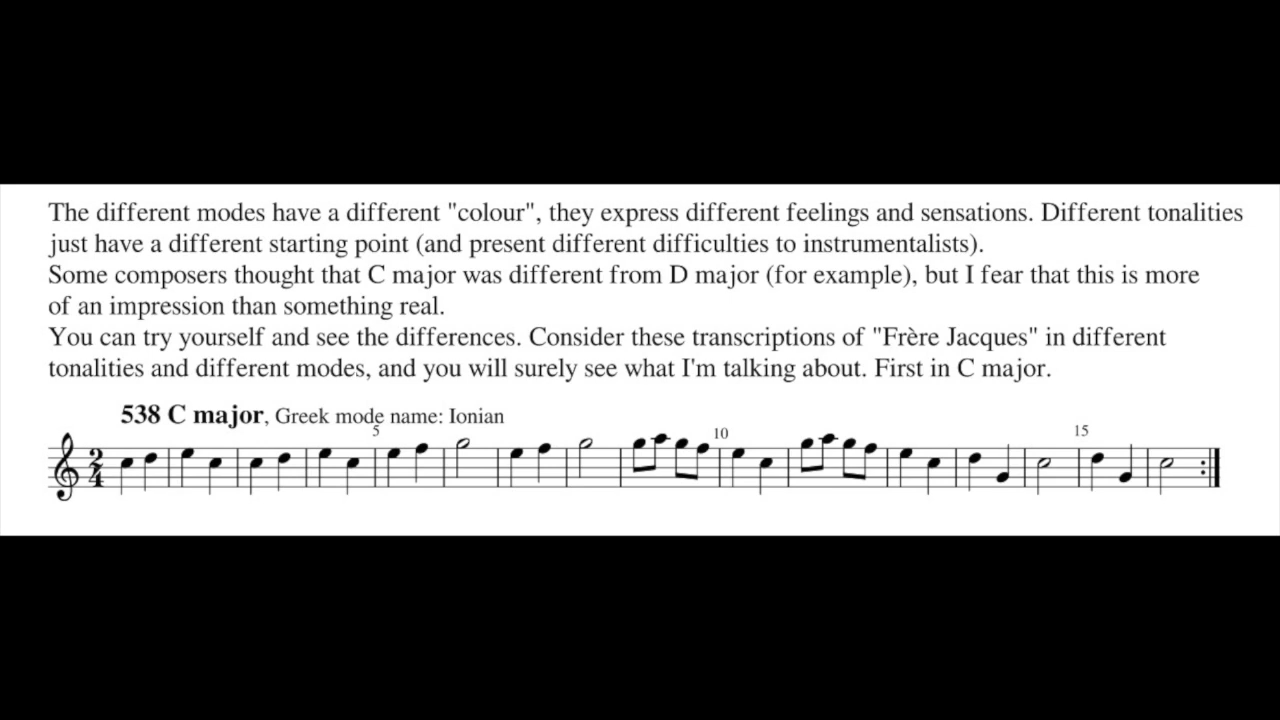 The different modes have a different "colour", they express different feelings and sensations. Different tonalities
just have a different starting point (and present different difficulties to instrumentalists).
Some composers thought that C major was different from D major (for example), but I fear that this is more
of an impression than something real.
You can try yourself and see the differences. Consider these transcriptions of "Frère Jacques" in different
tonalities and different modes, and you will surely see what I'm talking about. First in C major.
538 C major, Greek mode name: Ionian
5 10 15
2
4